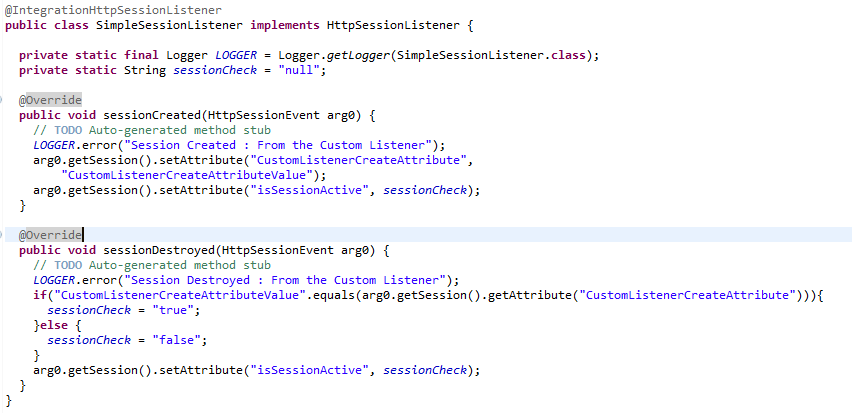 @IntegrationHttpSessionListener
public class SimpleSessionListener implements HttpSessionListener {
private static final Logger LOGGER = Logger.getLogger(SimpleSessionListener.class);
private static String sessionCheck = "null";
@Override
public void sessionCreated(HttpSessionEvent arg0) {
// TODO Auto-generated method stub
LOGGER.error("Session Created : From the Custom Listener");
arg0.getSession().setAttribute("CustomListenerCreateAttribute",
"CustomListenerCreateAttributeValue");
arg0.getSession().setAttribute("isSessionActive", sessionCheck);
}
@Override
public void sessionDestroyed(HttpSessionEvent arg0) {
// TODO Auto-generated method stub
LOGGER.error("Session Destroyed : From the Custom Listener");
if("CustomListenerCreateAttributeValue".equals(arg0.getSession().getAttribute("CustomListenerCreateAttribute"))){
sessionCheck = "true";
}else {
sessionCheck = "false";
}
arg0.getSession().setAttribute("isSessionActive", sessionCheck);
}
}